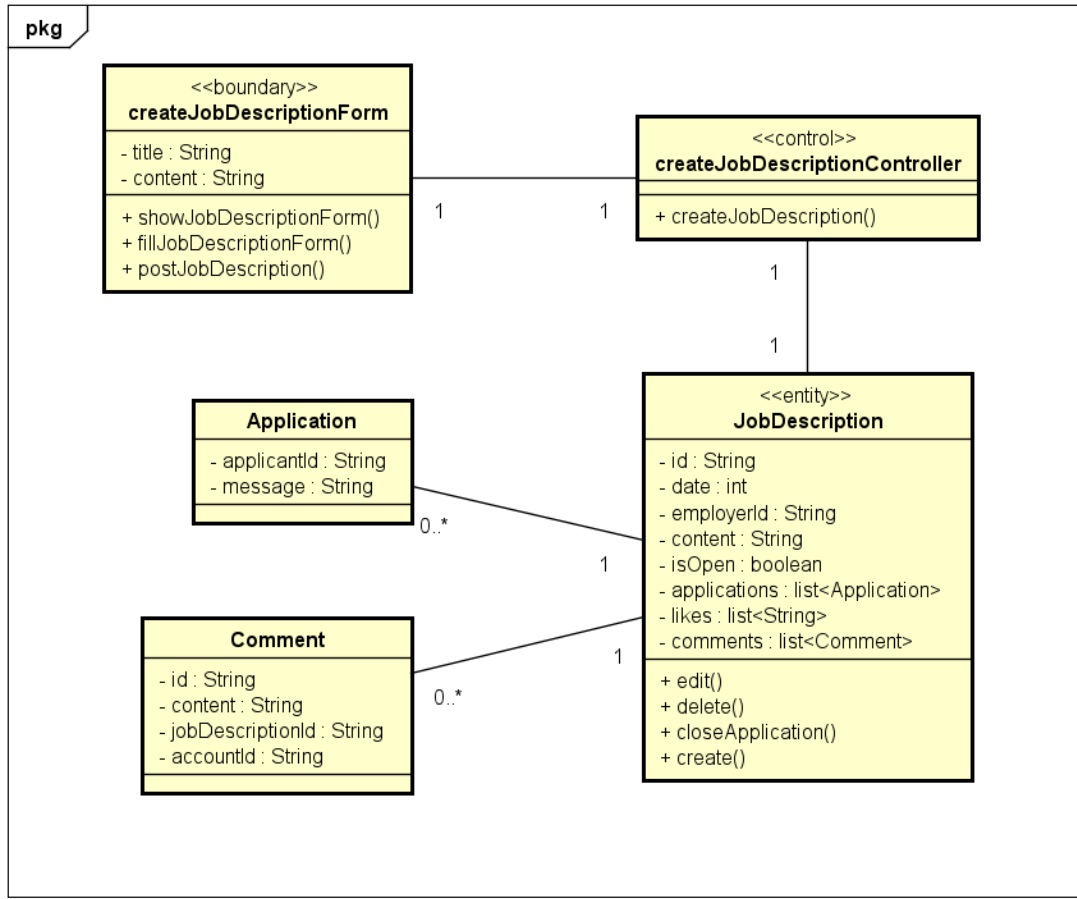 pkg
<<boundary>>
createJobDescriptionForm
- title : String
- content : String
+ showJobDescriptionForm()
+ fillJobDescriptionForm()
+ postJobDescription()
<<control>>
createJobDescriptionController
+ createJobDescription()
1
1
1
1
<<entity>>
JobDescription
- id : String
- date : int
- employerId : String
- content : String
- isOpen : boolean
- applications : list<Application>
- likes : list<String>
- comments : list<Comment>
+ edit()
+ delete()
+ closeApplication()
+ create()
Application
- applicantId : String
- message : String
0..*
1
Comment
- id : String
- content : String
- jobDescriptionId : String
- accountId : String
0..*
1